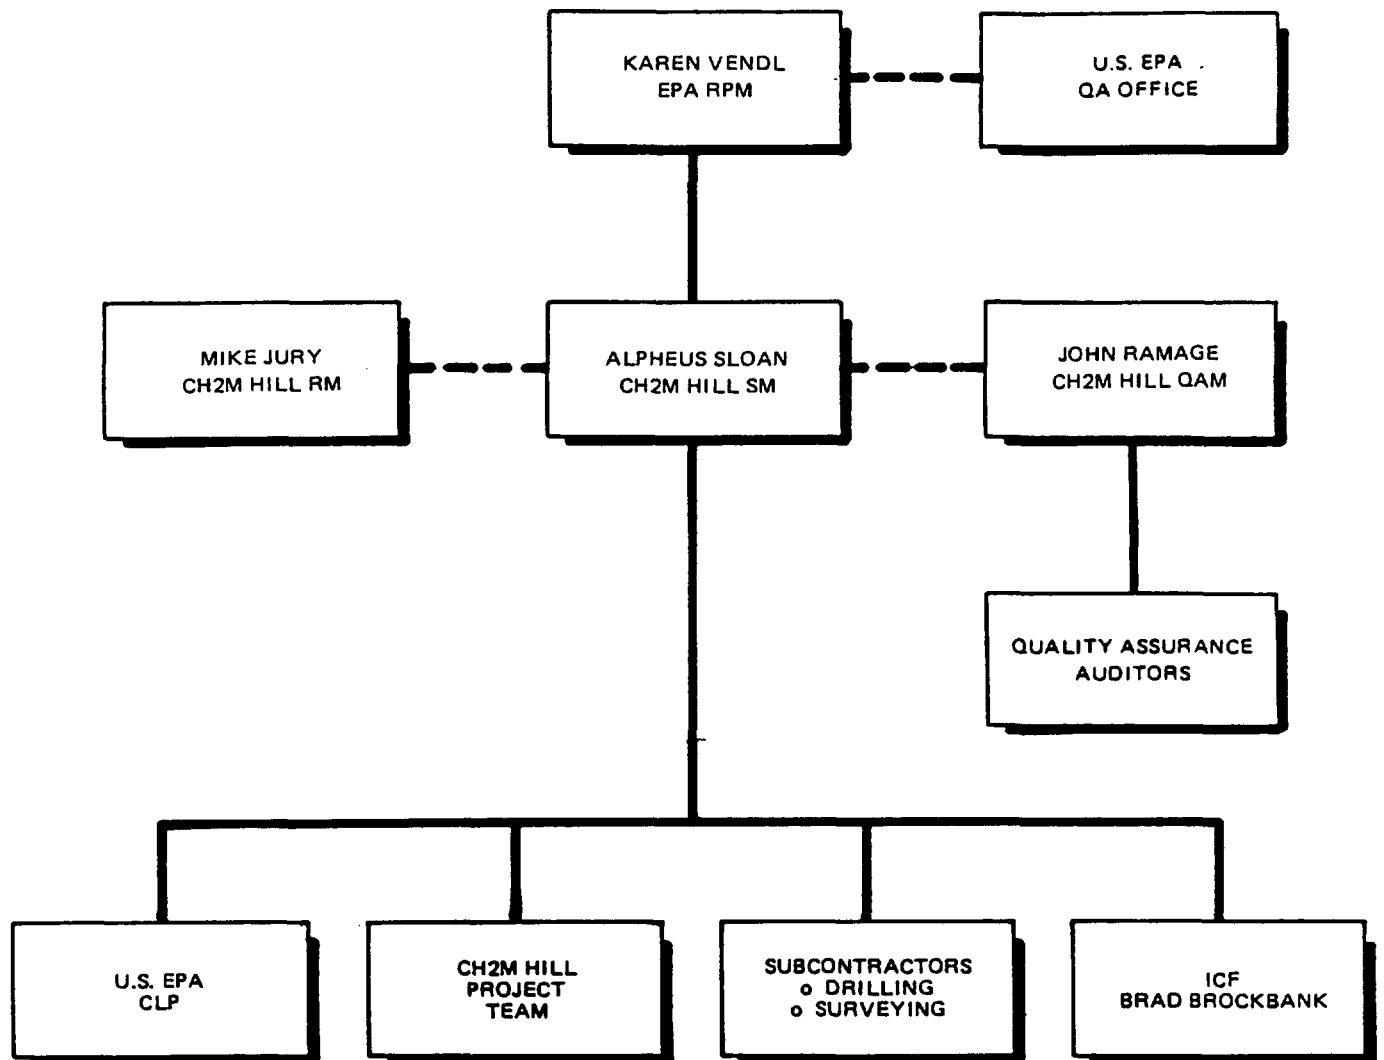 KAREN VENDL
EPA RPM
U.S. EPA
QA OFFICE
MIKE JURY
CH2M HILL RM
ALPHEUS SLOAN
CH2M HILL SM
JOHN RAMAGE
CH2M HILL QAM
QUALITY ASSURANCE
AUDITORS
U.S. EPA
CLP
CH2M HILL
PROJECT
TEAM
SUBCONTRACTORS
o DRILLING
o SURVEYING
ICF
BRAD BROCKBANK